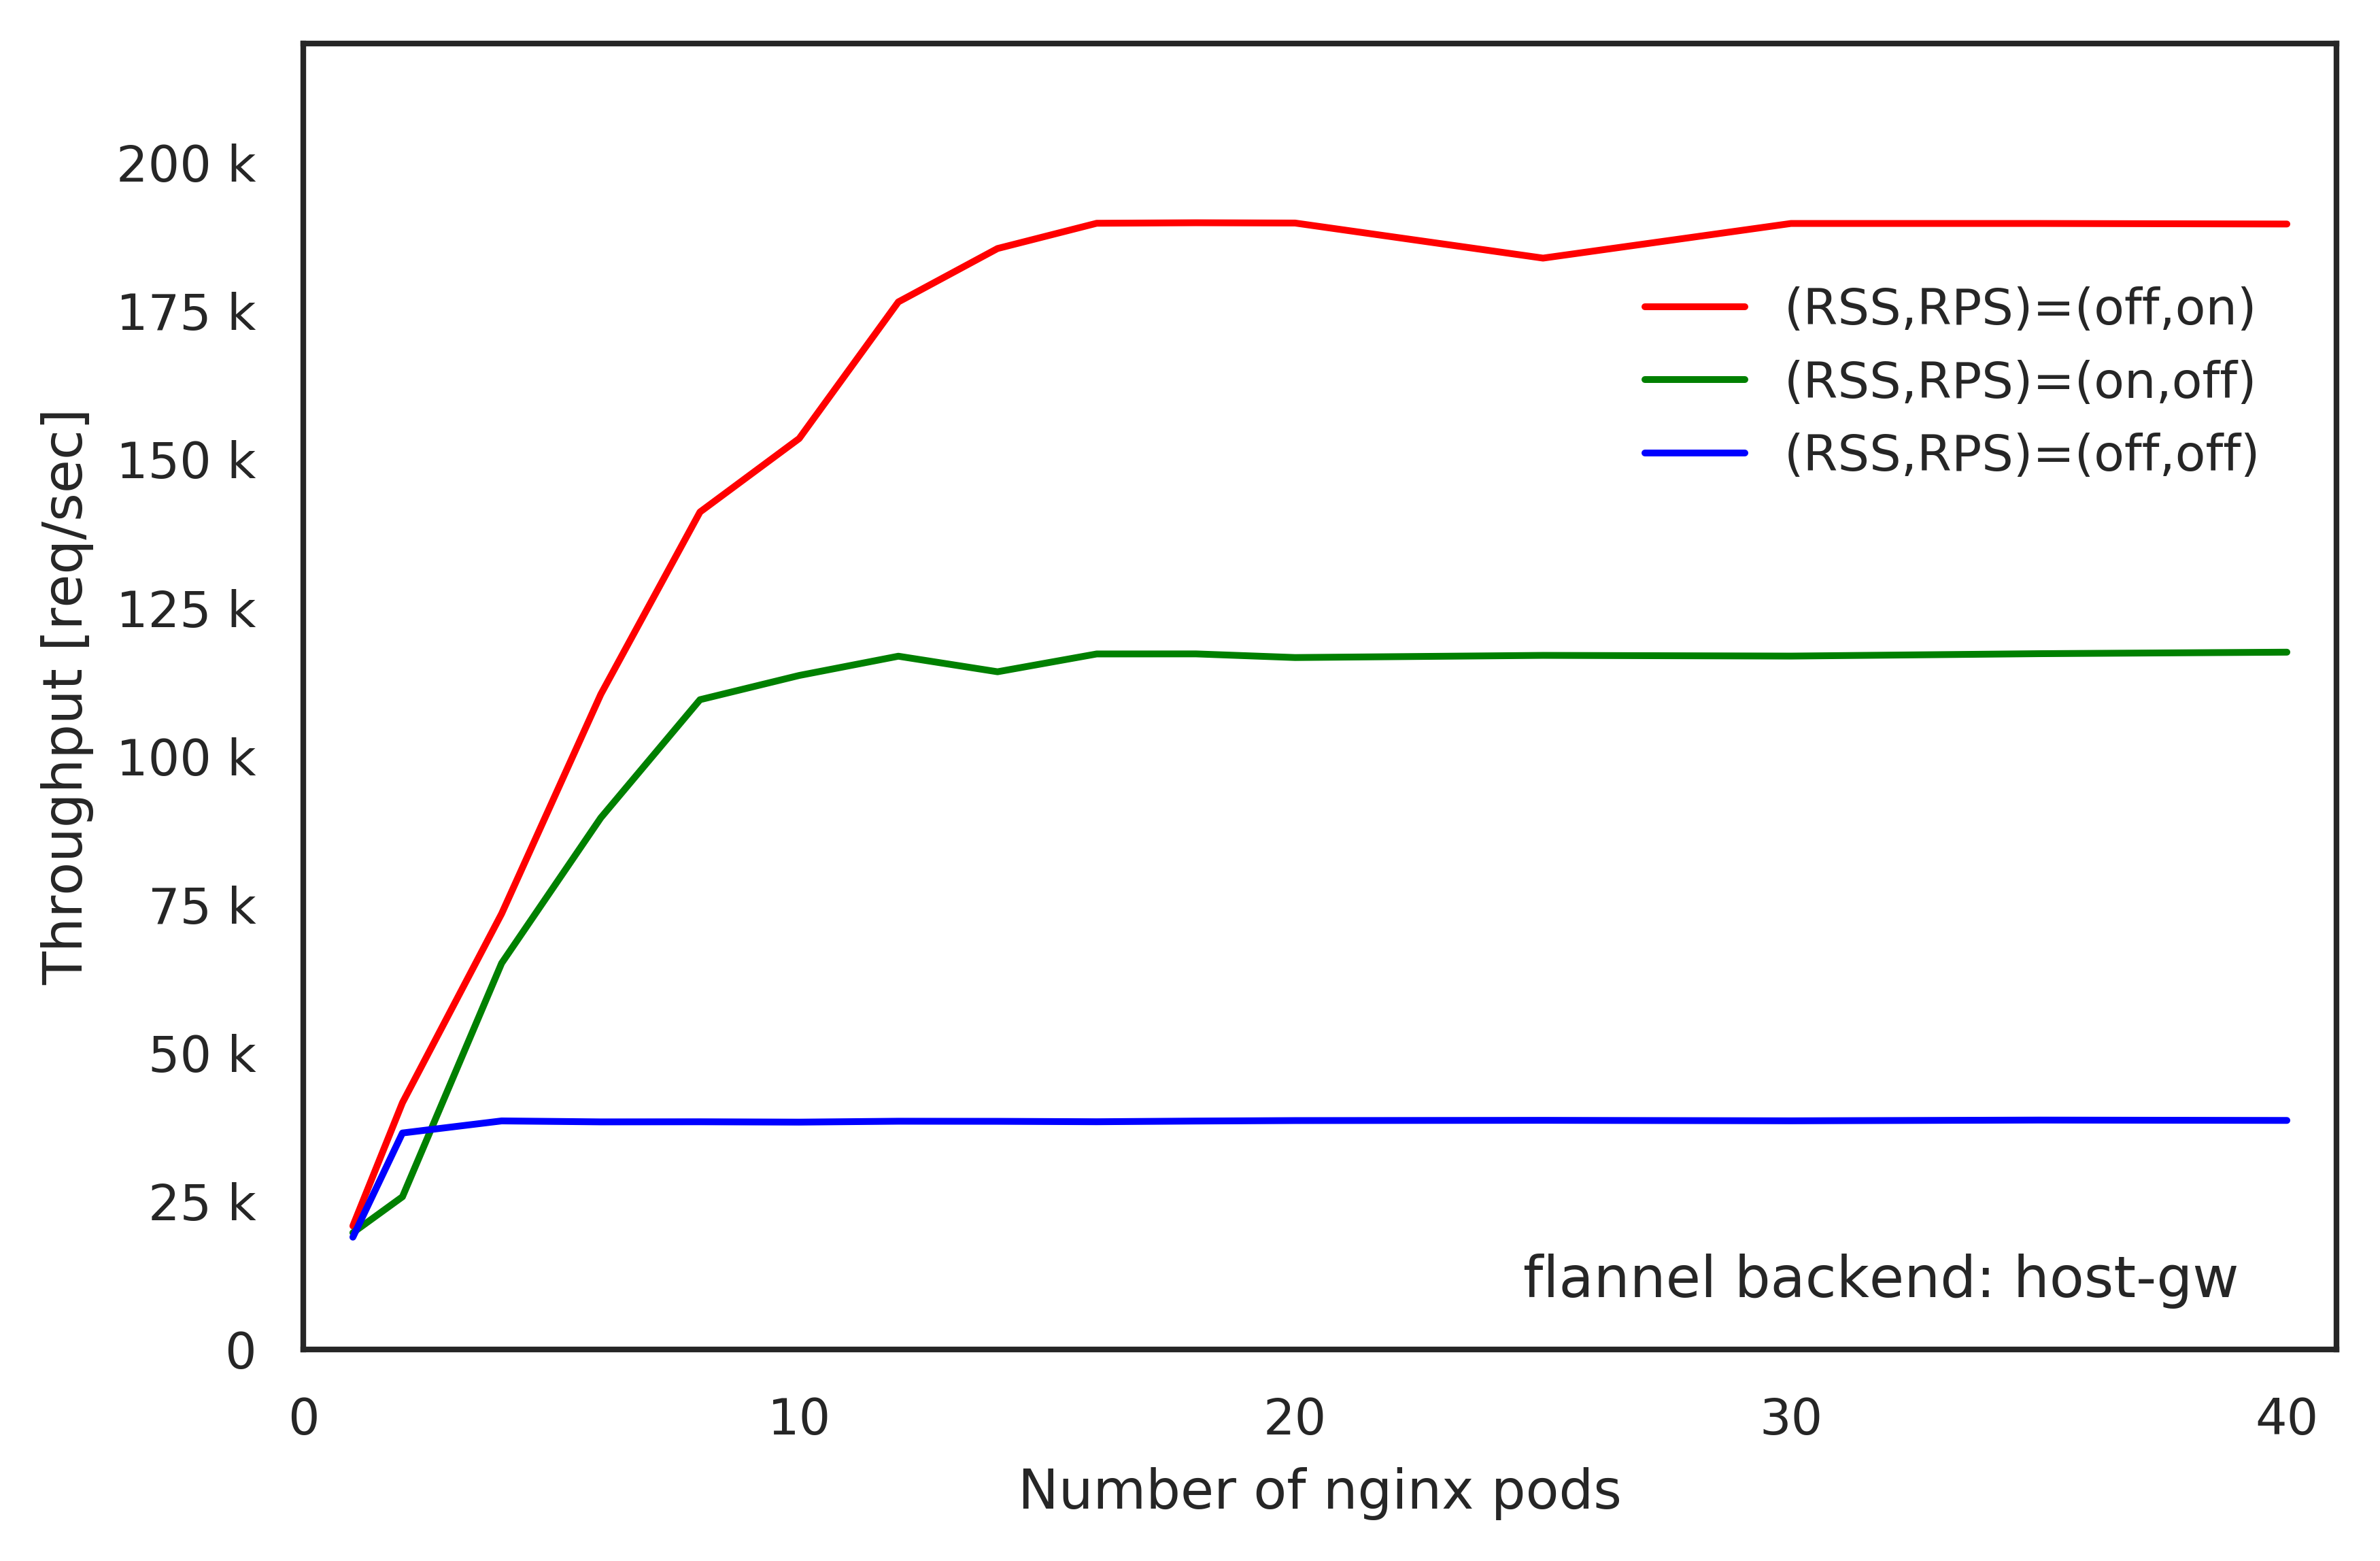 200 k
175 k
150 k
125 k
100 k
75 k
50 k
25 k
0
Throughput [req/sec]
(RSS,RPS)=(off,on)
(RSS,RPS)=(on,off)
(RSS,RPS)=(off,off)
flannel backend: host-gw
0 10 20 30 40
Number of nginx pods